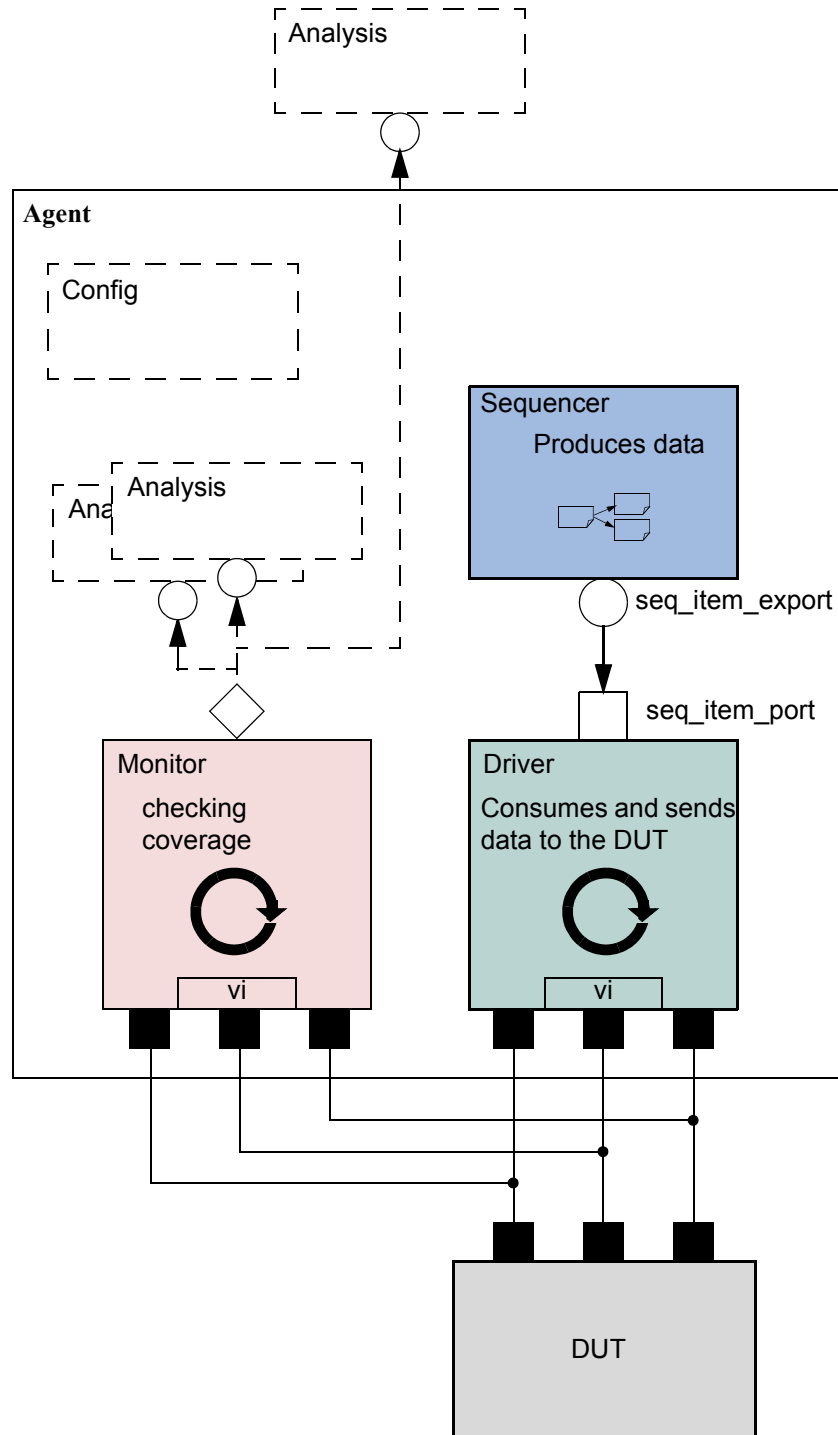 Analysis
Agent
Config
Sequencer
Produces data
Analysis
Ana
seq_item_export
seq_item_port
Monitor
checking
coverage
vi
Driver
Consumes and sends
data to the DUT
vi
DUT